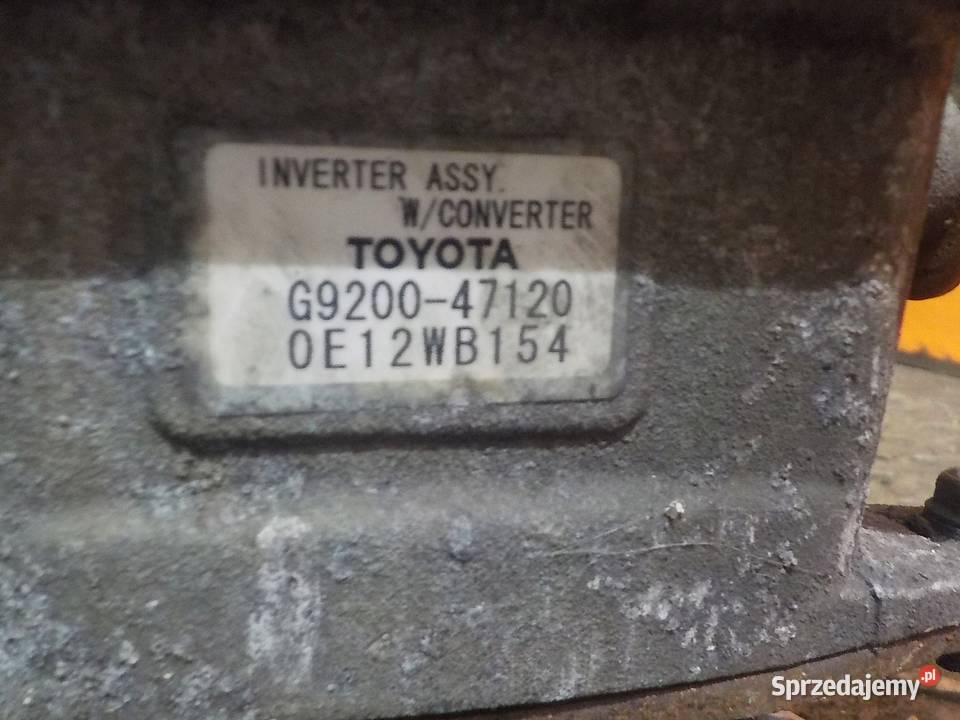 INVERTER ASSY.
W/CONVERTER
TOYOTA
G9200-47120
0E12WB154
Sprzedajemy.pl